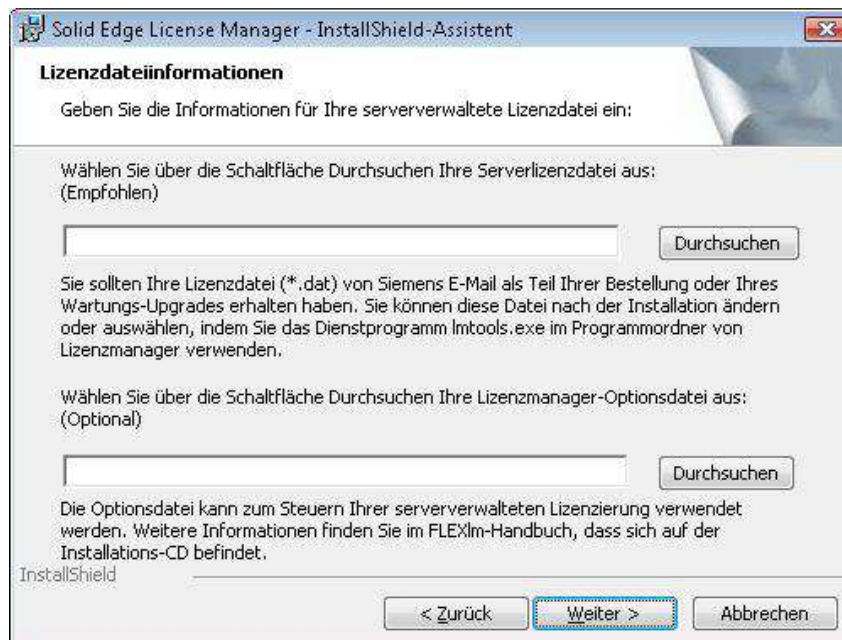 Solid Edge License Manager - InstallShield-Assistent
Lizenzdateiinformationen
Geben Sie die Informationen für Ihre serververwaltete Lizenzdatei ein:
Wählen Sie über die Schaltfläche Durchsuchen Ihre Serverlizenzdatei aus:
(Empfohlen)
Durchsuchen
Sie sollten Ihre Lizenzdatei (*.dat) von Siemens E-Mail als Teil Ihrer Bestellung oder Ihres
Wartungs-Upgrades erhalten haben. Sie können diese Datei nach der Installation ändern
oder auswählen, indem Sie das Dienstprogramm lmtools.exe im Programmordner von
Lizenzmanager verwenden.
Wählen Sie über die Schaltfläche Durchsuchen Ihre Lizenzmanager-Optionsdatei aus:
(Optional)
Durchsuchen
Die Optionsdatei kann zum Steuern Ihrer serververwalteten Lizenzierung verwendet
werden. Weitere Informationen finden Sie im FLEXlm-Handbuch, dass sich auf der
Installations-CD befindet.
InstallShield
< Zurück Weiter > Abbrechen